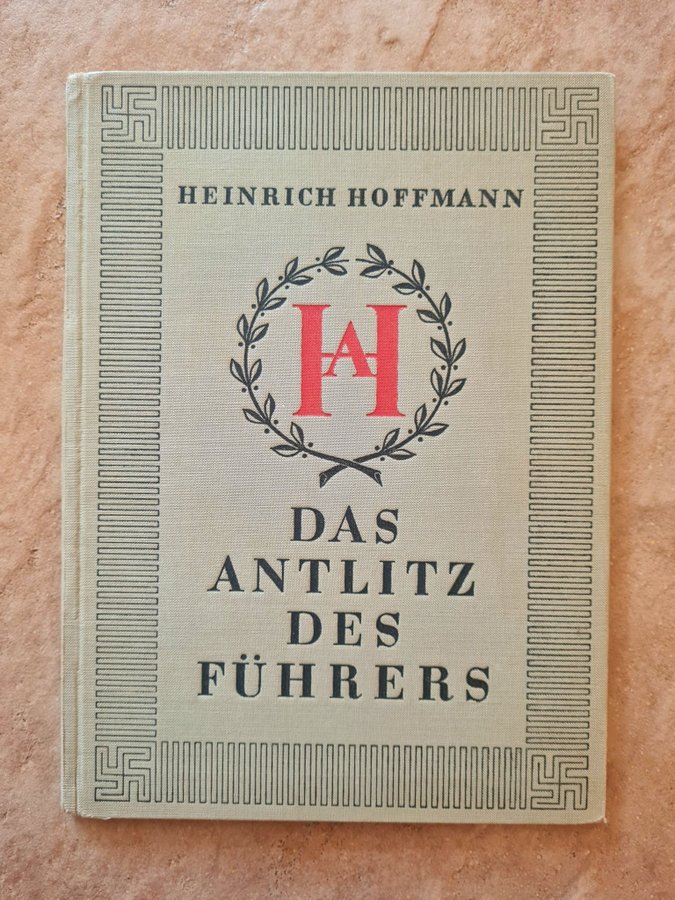 HEINRICH HOFFMANN
AH
DAS
ANTLITZ
DES
FÜHRERS